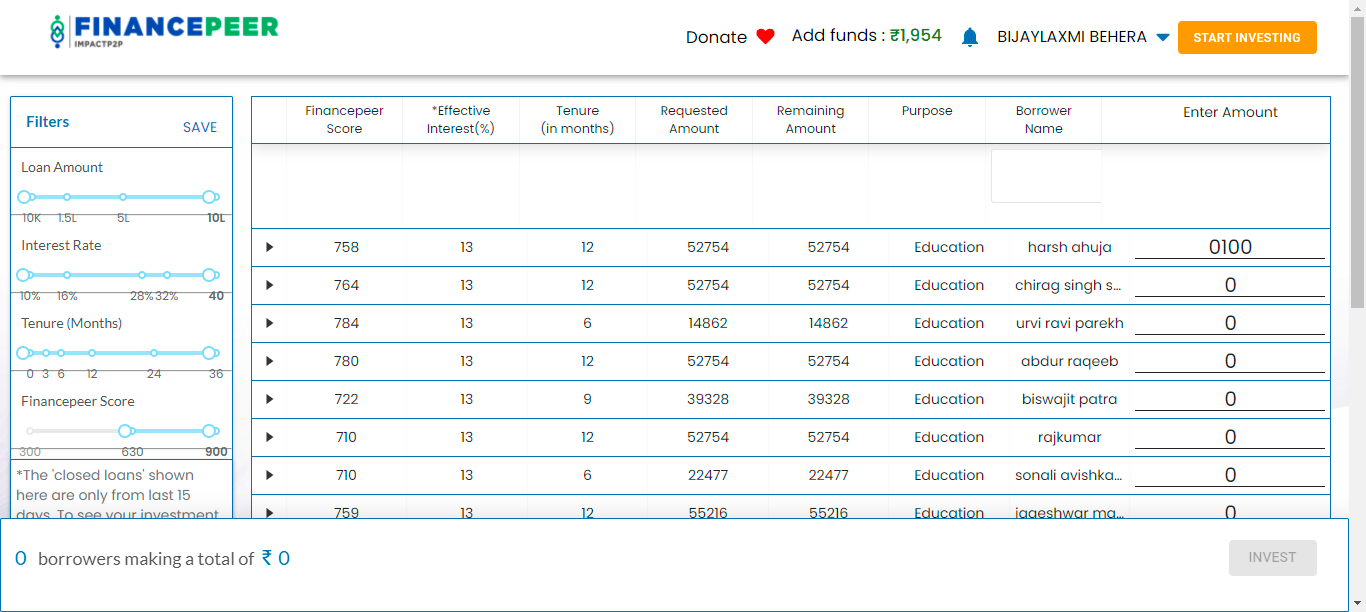 FINANCEPEER
IMPACTP2P
Donate Add funds : ₹1,954 BIJAYLAXMI BEHERA START INVESTING
Filters SAVE
Loan Amount
10K 1.5L 5L 10L
Interest Rate
10% 16% 28% 32% 40
Tenure (Months)
0 3 6 12 24 36
Financepeer Score
300 630 900
*The 'closed loans' shown
here are only from last 15
days. To see your investment
Financepeer Score *Effective Interest(%) Tenure (in months) Requested Amount Remaining Amount Purpose Borrower Name Enter Amount
758 13 12 52754 52754 Education harsh ahuja 0100
764 13 12 52754 52754 Education chirag singh s... 0
784 13 6 14862 14862 Education urvi ravi parekh 0
780 13 12 52754 52754 Education abdur raqeeb 0
722 13 9 39328 39328 Education biswajit patra 0
710 13 12 52754 52754 Education rajkumar 0
710 13 6 22477 22477 Education sonali avishka... 0
759 13 12 55216 55216 Education jageshwar ma... 0
0 borrowers making a total of ₹ 0 INVEST